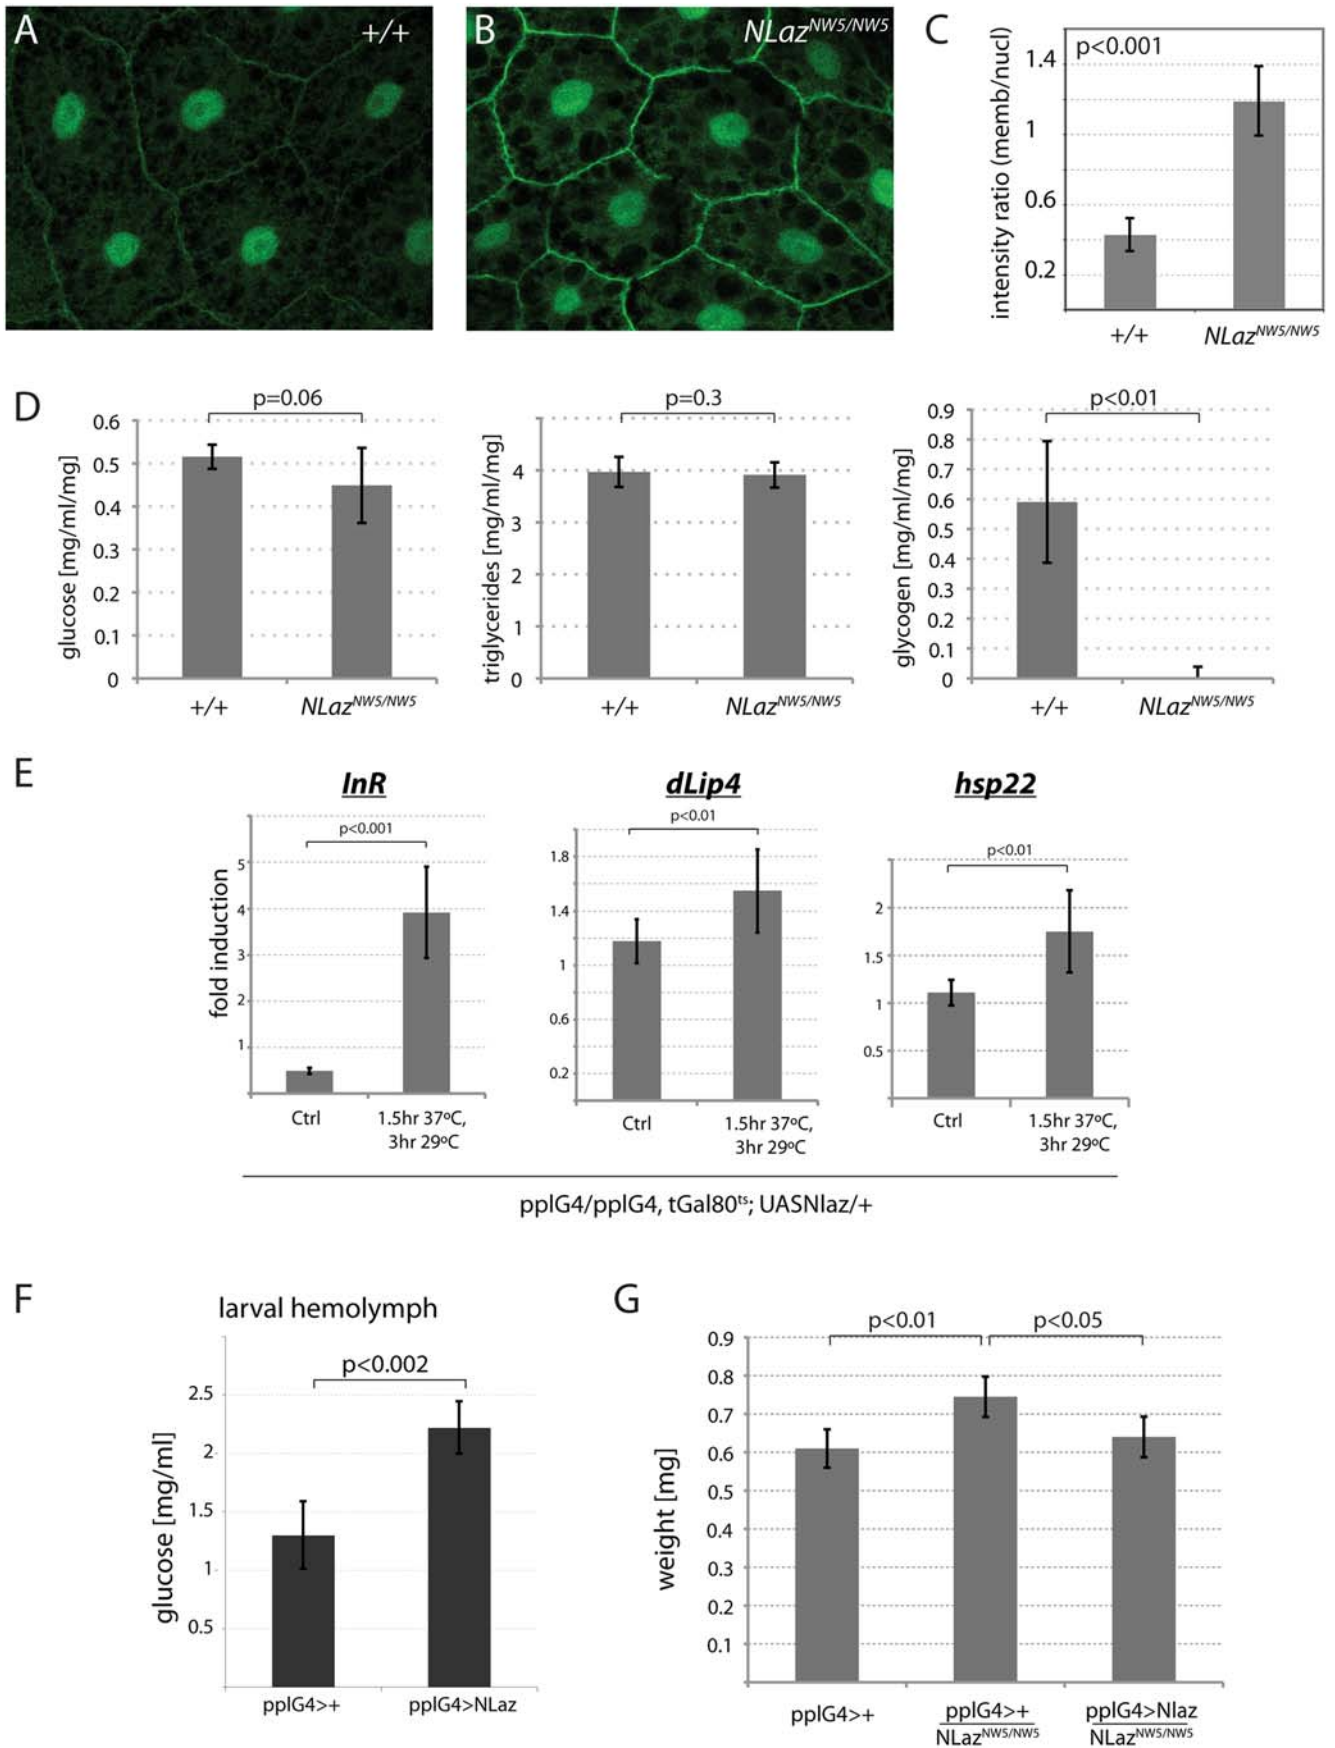 A
+/+
B
NLaz^NW5/NW5
C
p<0.001
intensity ratio (memb/nucl)
1.4
1
0.6
0.2
+/+
NLaz^NW5/NW5
D
p=0.06
glucose [mg/ml/mg]
0.6
0.5
0.4
0.3
0.2
0.1
0
+/+
NLaz^NW5/NW5
p=0.3
triglycerides [mg/ml/mg]
4
3
2
1
0
+/+
NLaz^NW5/NW5
p<0.01
glycogen [mg/ml/mg]
0.9
0.8
0.7
0.6
0.5
0.4
0.3
0.2
0.1
0
+/+
NLaz^NW5/NW5
E
InR
p<0.001
fold induction
5
4
3
2
1
Ctrl
1.5hr 37ºC,
3hr 29ºC
dLip4
p<0.01
1.8
1.4
1
0.6
0.2
Ctrl
1.5hr 37ºC,
3hr 29ºC
hsp22
p<0.01
2
1.5
1
0.5
Ctrl
1.5hr 37ºC,
3hr 29ºC
pplG4/pplG4, tGal80^ts; UASNlaz/+
F
larval hemolymph
p<0.002
glucose [mg/ml]
2.5
2
1.5
1
0.5
pplG4>+
pplG4>NLaz
G
p<0.01
p<0.05
weight [mg]
0.9
0.8
0.7
0.6
0.5
0.4
0.3
0.2
0.1
pplG4>+
pplG4>+
NLaz^NW5/NW5
pplG4>Nlaz
NLaz^NW5/NW5